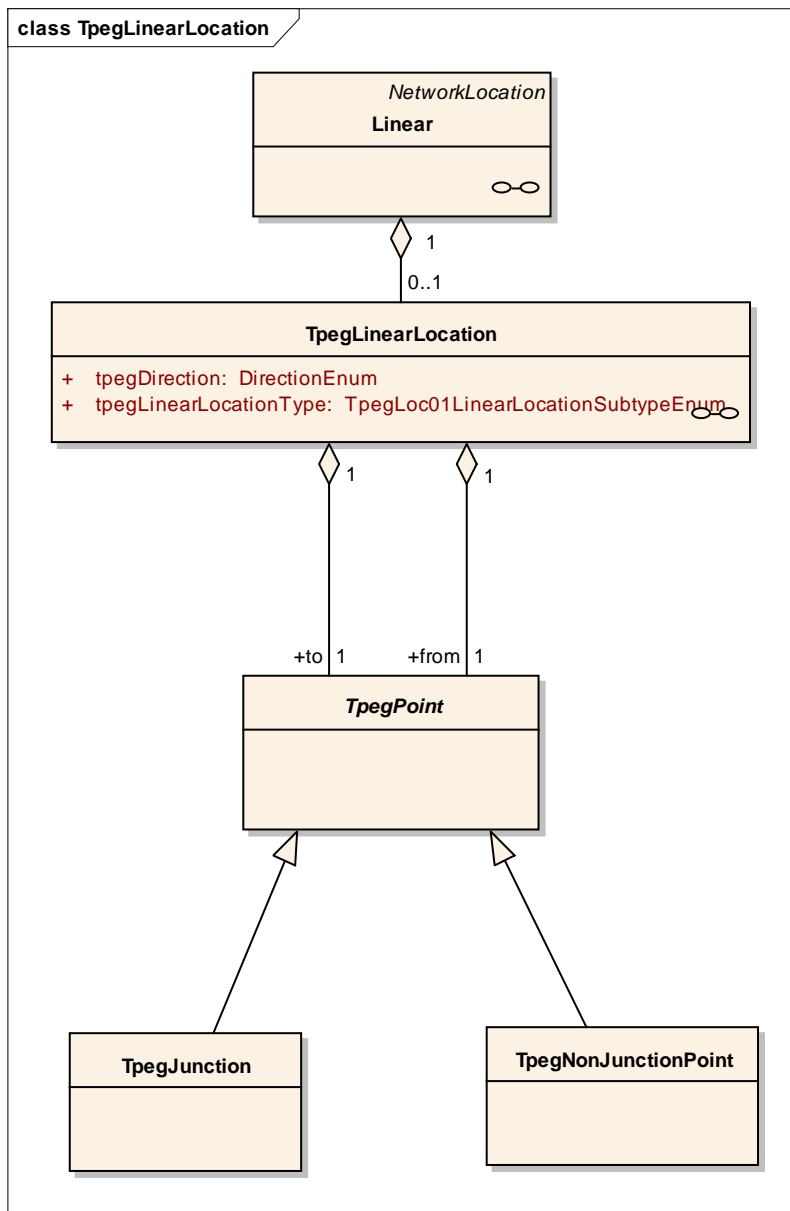 class TpegLinearLocation
NetworkLocation
Linear
1
0..1
TpegLinearLocation
+ tpegDirection: DirectionEnum
+ tpegLinearLocationType: TpegLoc01LinearLocationSubtypeEnum
1 1
+to 1 +from 1
TpegPoint
TpegJunction
TpegNonJunctionPoint